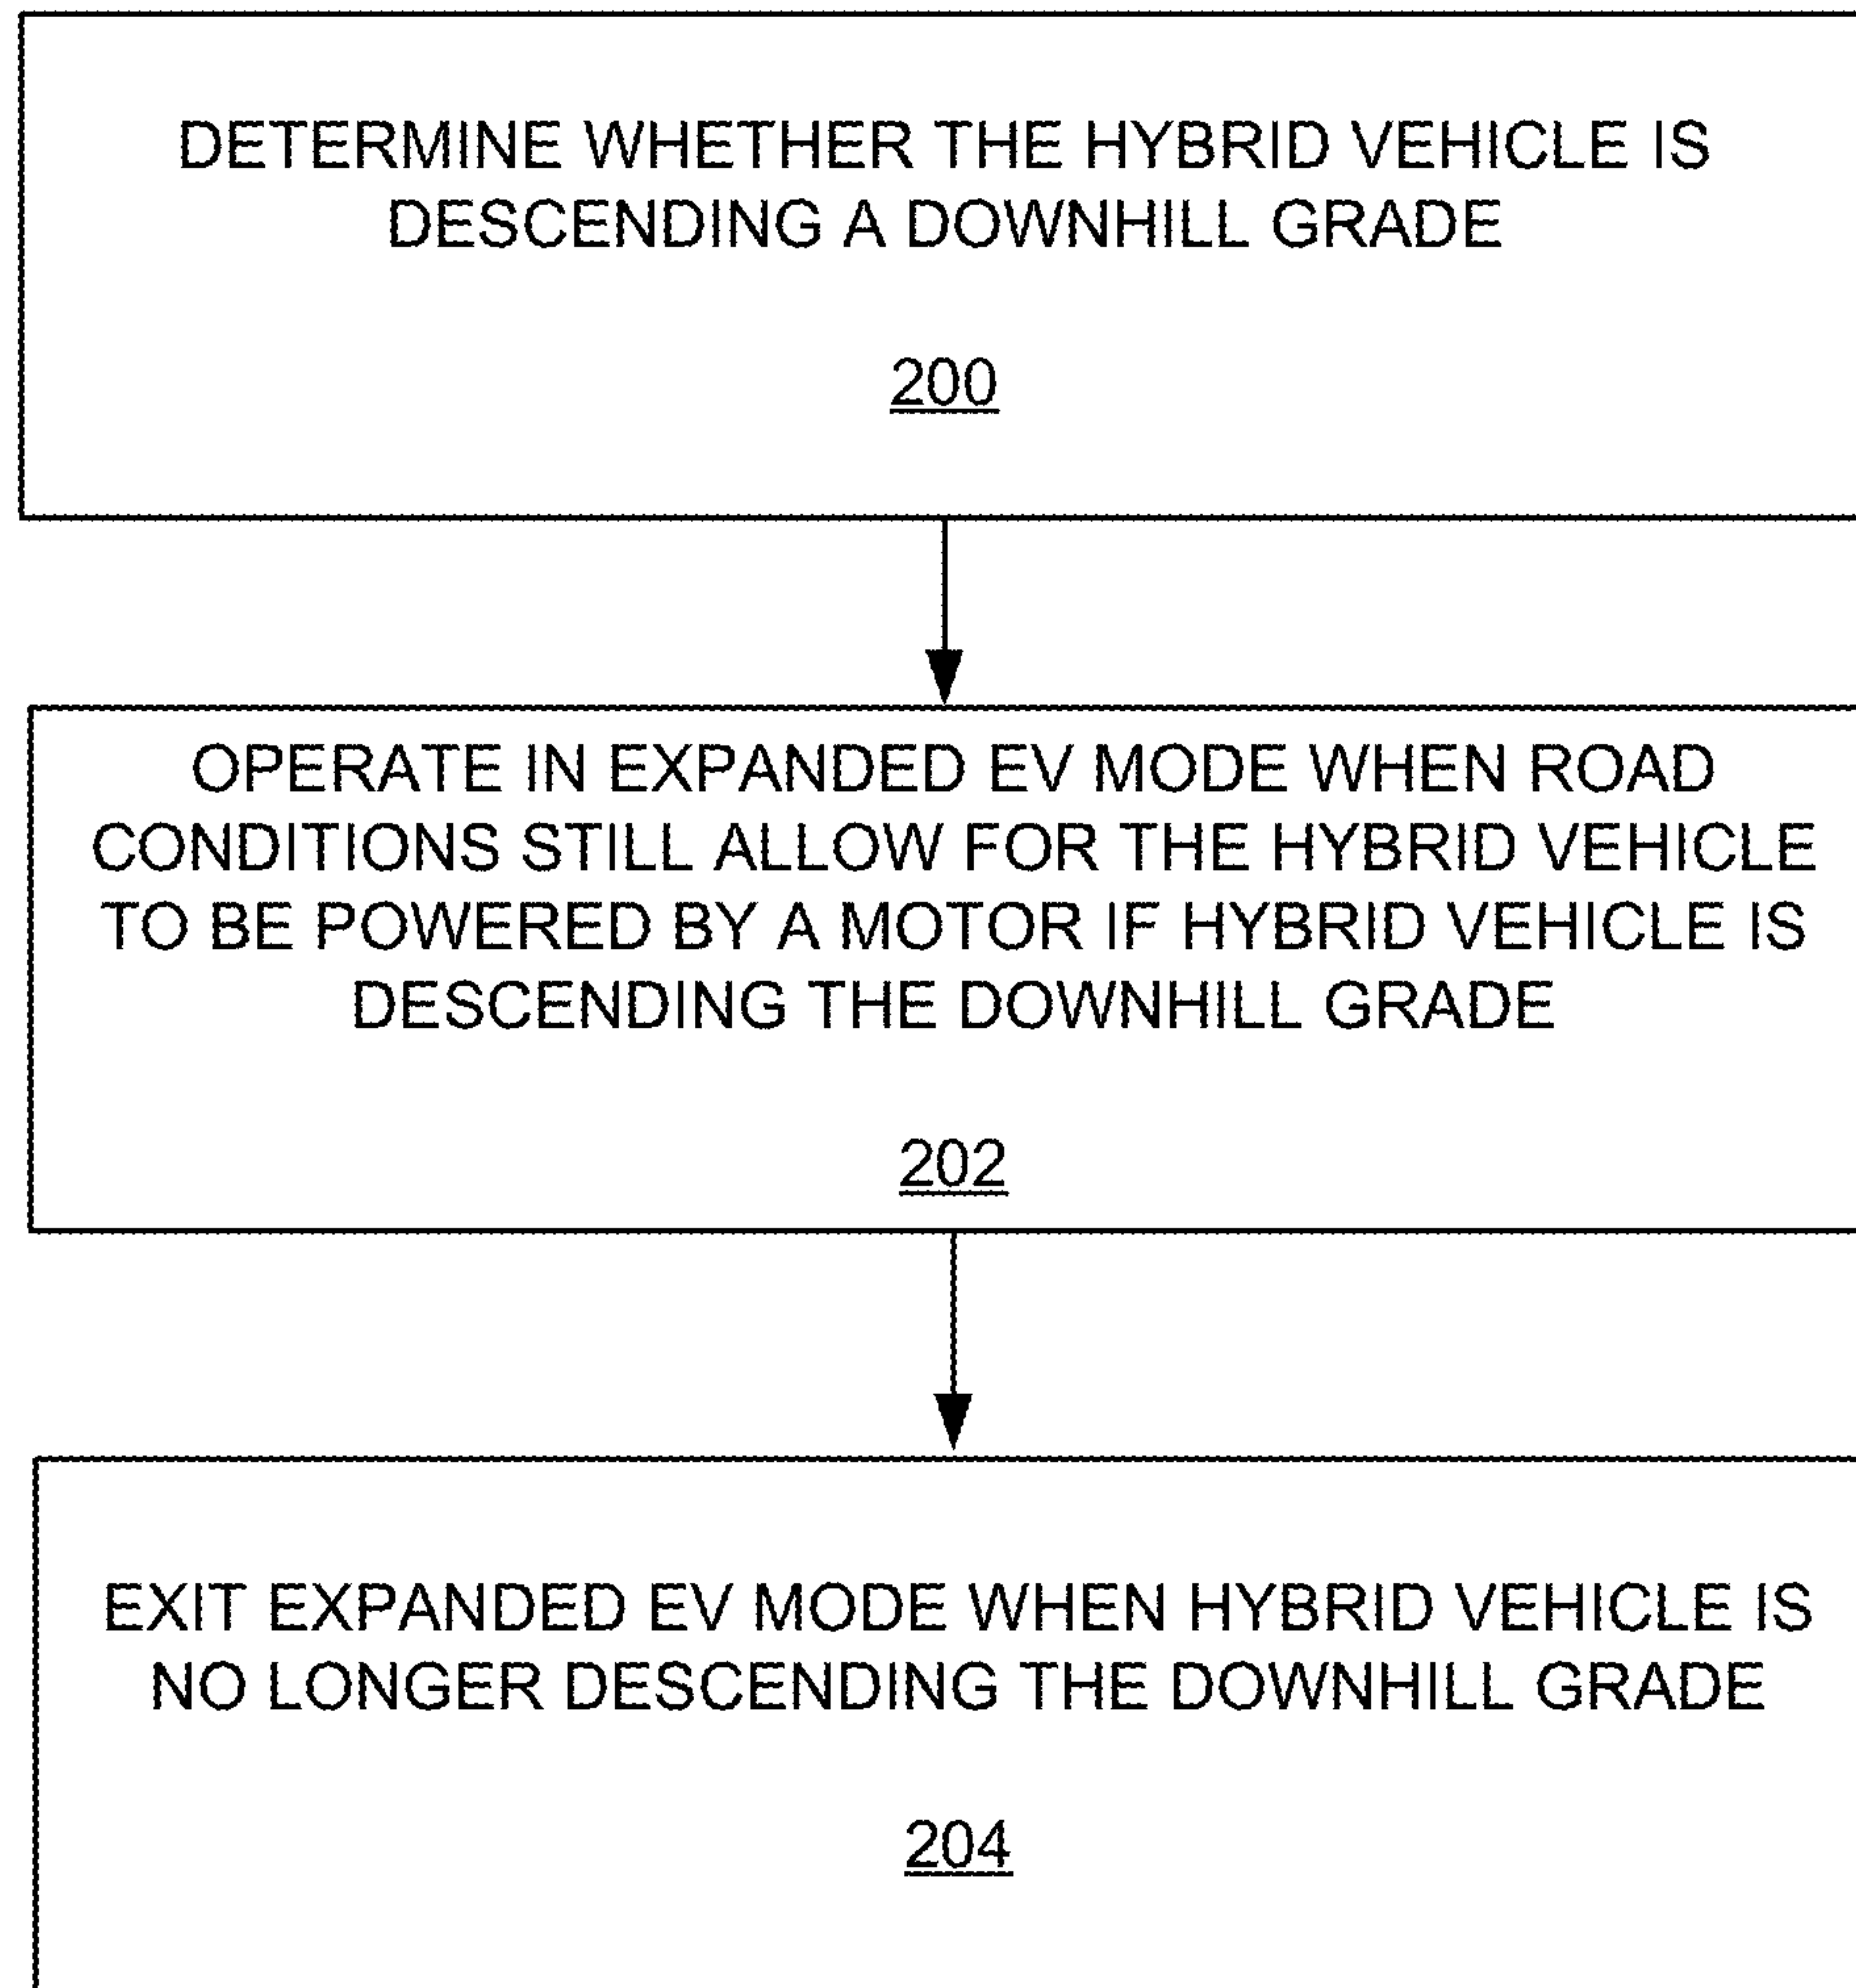 DETERMINE WHETHER THE HYBRID VEHICLE IS
DESCENDING A DOWNHILL GRADE
200
OPERATE IN EXPANDED EV MODE WHEN ROAD
CONDITIONS STILL ALLOW FOR THE HYBRID VEHICLE
TO BE POWERED BY A MOTOR IF HYBRID VEHICLE IS
DESCENDING THE DOWNHILL GRADE
202
EXIT EXPANDED EV MODE WHEN HYBRID VEHICLE IS
NO LONGER DESCENDING THE DOWNHILL GRADE
204